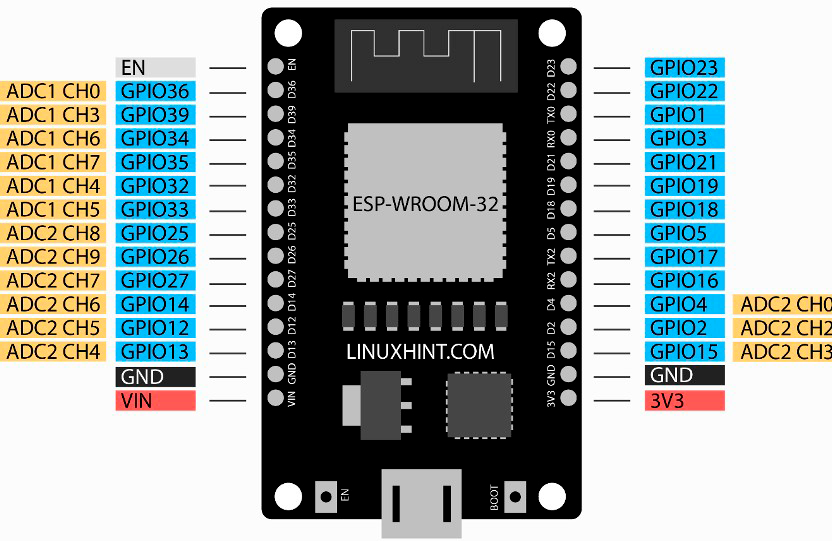 EN EN D23 GPIO23
ADC1 CH0 GPIO36 D36 D22 GPIO22
ADC1 CH3 GPIO39 D39 TX0 GPIO1
ADC1 CH6 GPIO34 D34 RX0 GPIO3
ADC1 CH7 GPIO35 D35 D21 GPIO21
ADC1 CH4 GPIO32 D32 D19 GPIO19
ADC1 CH5 GPIO33 D33 ESP-WROOM-32 D18 GPIO18
ADC2 CH8 GPIO25 D25 D5 GPIO5
ADC2 CH9 GPIO26 D26 TX2 GPIO17
ADC2 CH7 GPIO27 D27 RX2 GPIO16
ADC2 CH6 GPIO14 D14 D4 GPIO4 ADC2 CH0
ADC2 CH5 GPIO12 D12 D2 GPIO2 ADC2 CH2
ADC2 CH4 GPIO13 D13 LINUXHINT.COM D15 GPIO15 ADC2 CH3
GND GND GND GND
VIN VIN 3V3 3V3
EN BOOT